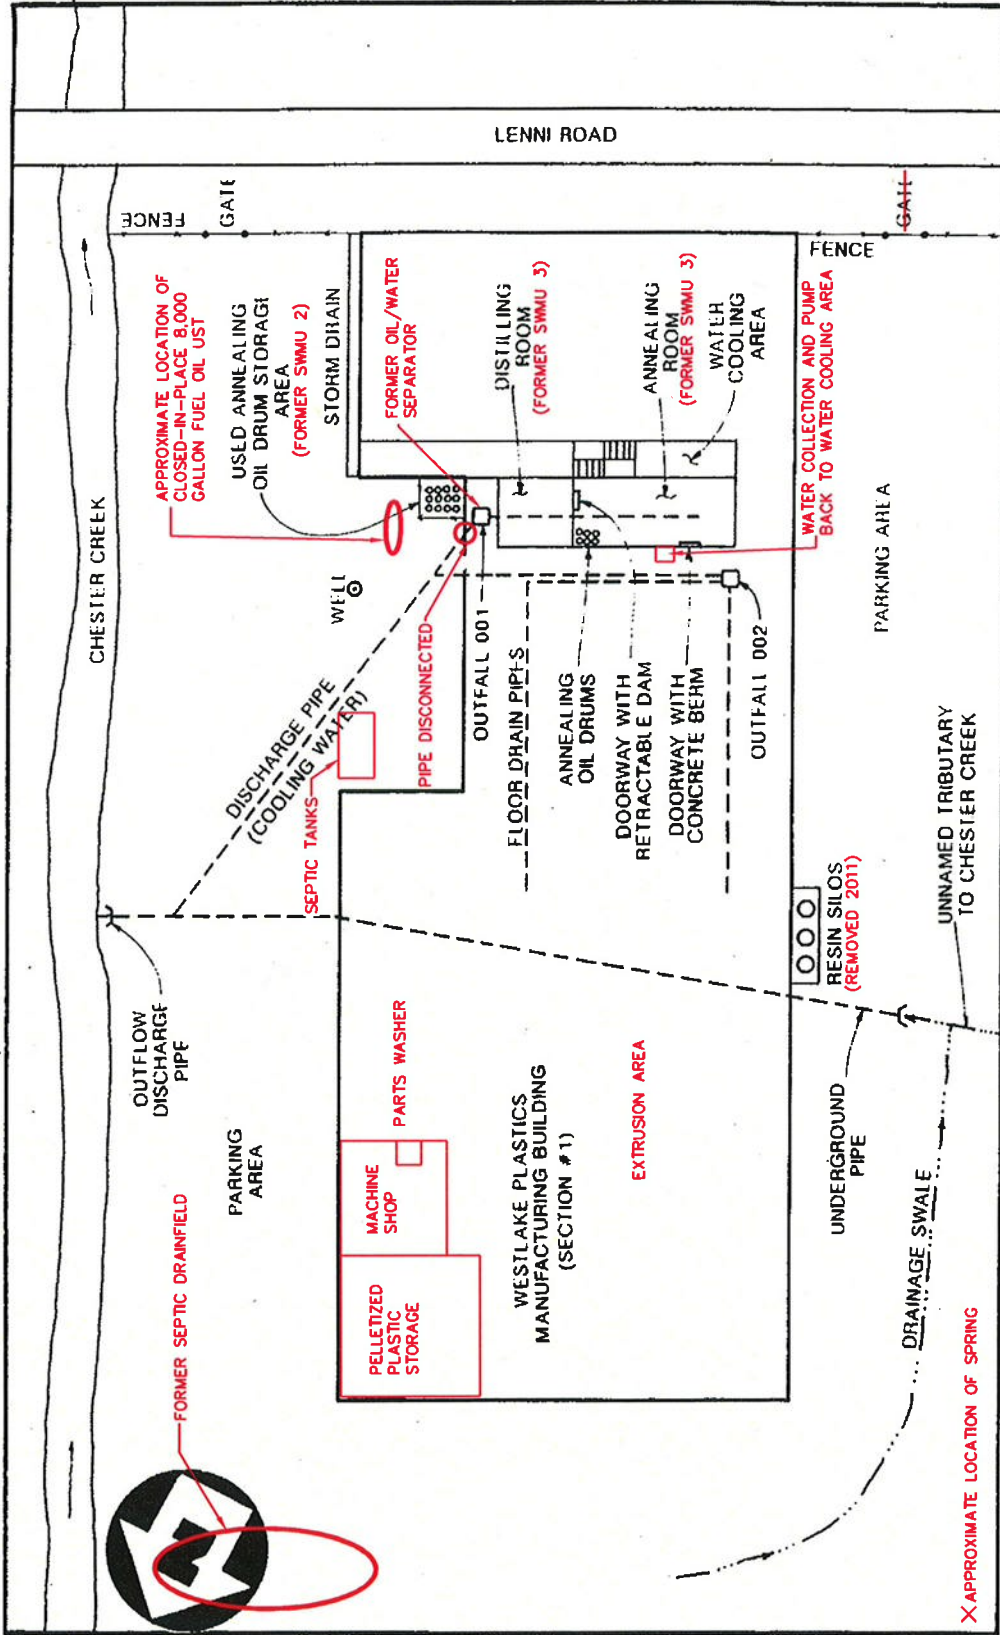 LENNI ROAD
CHESTER CREEK
FENCE
GATE
APPROXIMATE LOCATION OF
CLOSED-IN-PLACE 8,000
GALLON FUEL OIL UST
USED ANNEALING
OIL DRUM STORAGE
AREA
(FORMER SWMU 2)
STORM DRAIN
FORMER OIL/WATER
SEPARATOR
DISTILLING
ROOM
(FORMER SWMU 3)
ANNEALING
ROOM
(FORMER SWMU 3)
WATER
COOLING
AREA
WATER COLLECTION AND PUMP
BACK TO WATER COOLING AREA
FENCE
GATE
PARKING AREA
WELL
DISCHARGE PIPE
(COOLING WATER)
SEPTIC TANKS
PIPE DISCONNECTED
OUTFALL 001
FLOOR DRAIN PIPES
ANNEALING
OIL DRUMS
DOORWAY WITH
RETRACTABLE DAM
DOORWAY WITH
CONCRETE BERM
OUTFALL 002
OUTFLOW
DISCHARGE
PIPE
RESIN SILOS
(REMOVED 2011)
UNNAMED TRIBUTARY
TO CHESTER CREEK
PARKING
AREA
PARTS WASHER
MACHINE
SHOP
PELLETIZED
PLASTIC
STORAGE
WESTLAKE PLASTICS
MANUFACTURING BUILDING
(SECTION #1)
EXTRUSION AREA
UNDERGROUND
PIPE
DRAINAGE SWALE
FORMER SEPTIC DRAINFIELD
N
X APPROXIMATE LOCATION OF SPRING